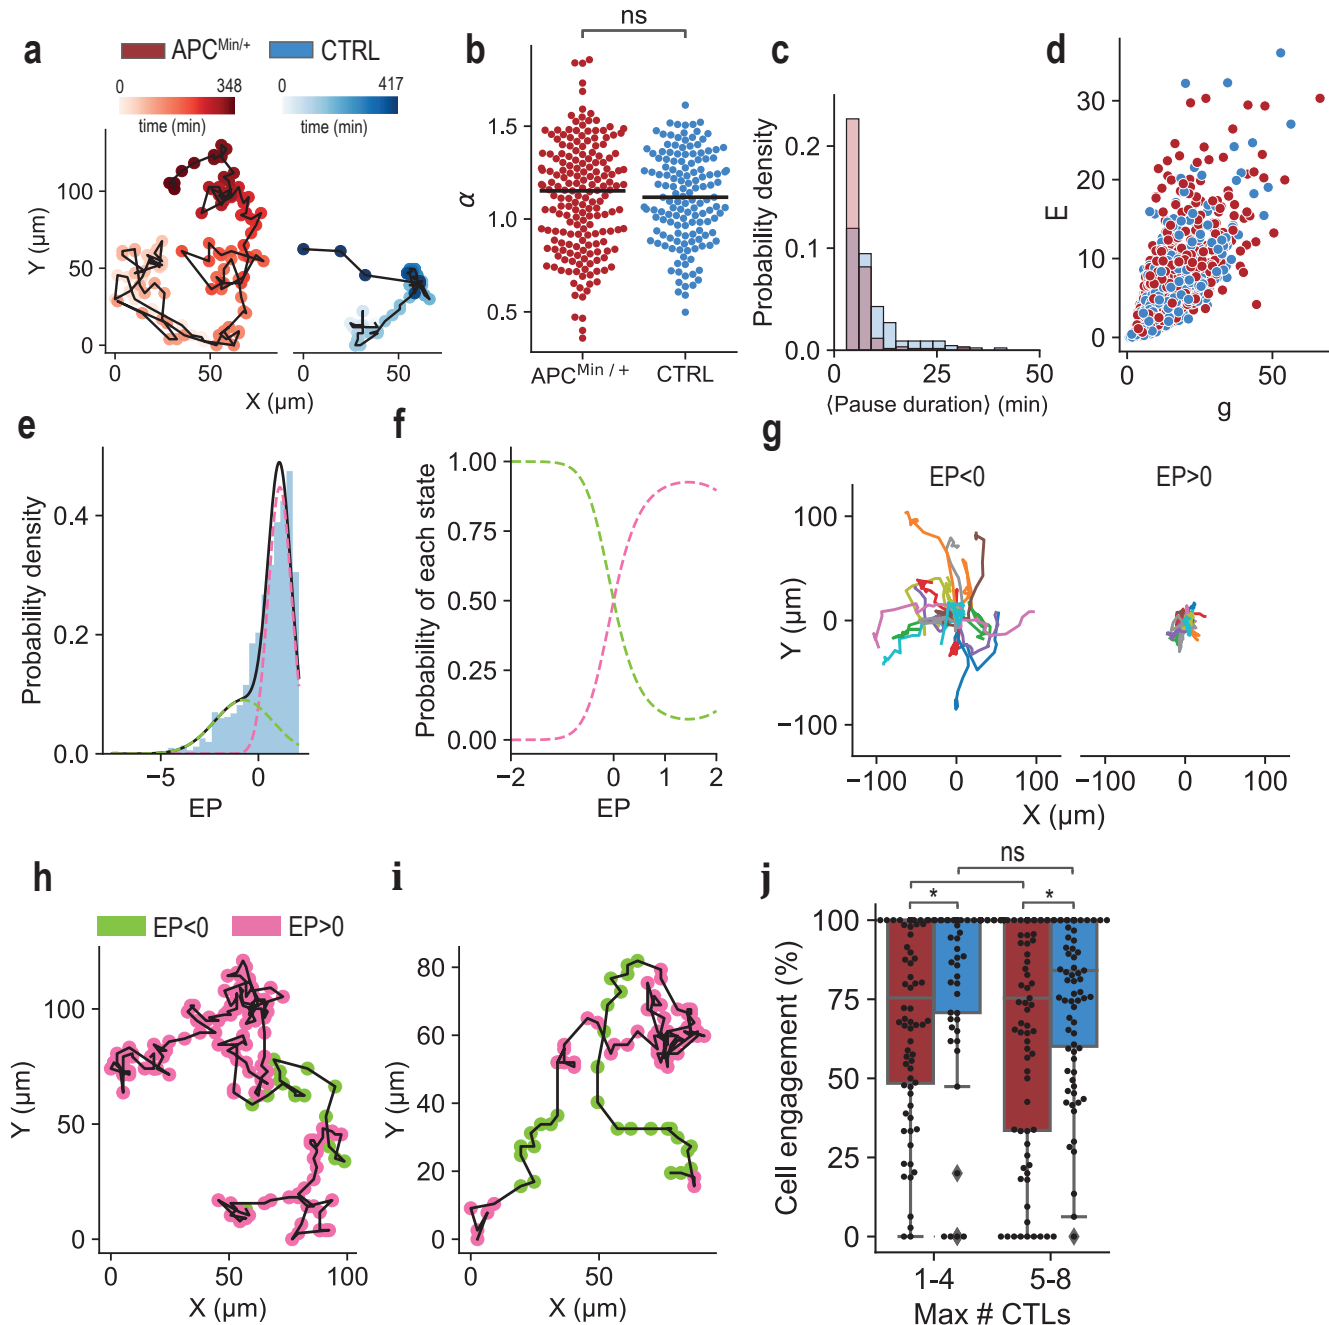 a
APC^Min/+
CTRL
0
348
time (min)
0
417
time (min)
100
50
0
Y (µm)
0
50
0
50
X (µm)
b
ns
1.5
1.0
0.5
α
APC^Min / +
CTRL
c
0.2
0.1
0.0
Probability density
0
25
50
⟨Pause duration⟩ (min)
d
30
20
10
0
E
0
50
g
e
0.4
0.2
0.0
Probability density
−5
0
EP
f
1.00
0.75
0.50
0.25
0.00
Probability of each state
−2
0
2
EP
g
EP<0
EP>0
100
0
−100
Y (µm)
−100
0
100
−100
0
100
X (µm)
h
EP<0
EP>0
100
50
0
Y (µm)
0
50
100
X (µm)
i
80
60
40
20
0
Y (µm)
0
50
X (µm)
j
ns
*
*
100
75
50
25
0
Cell engagement (%)
1-4
5-8
Max # CTLs